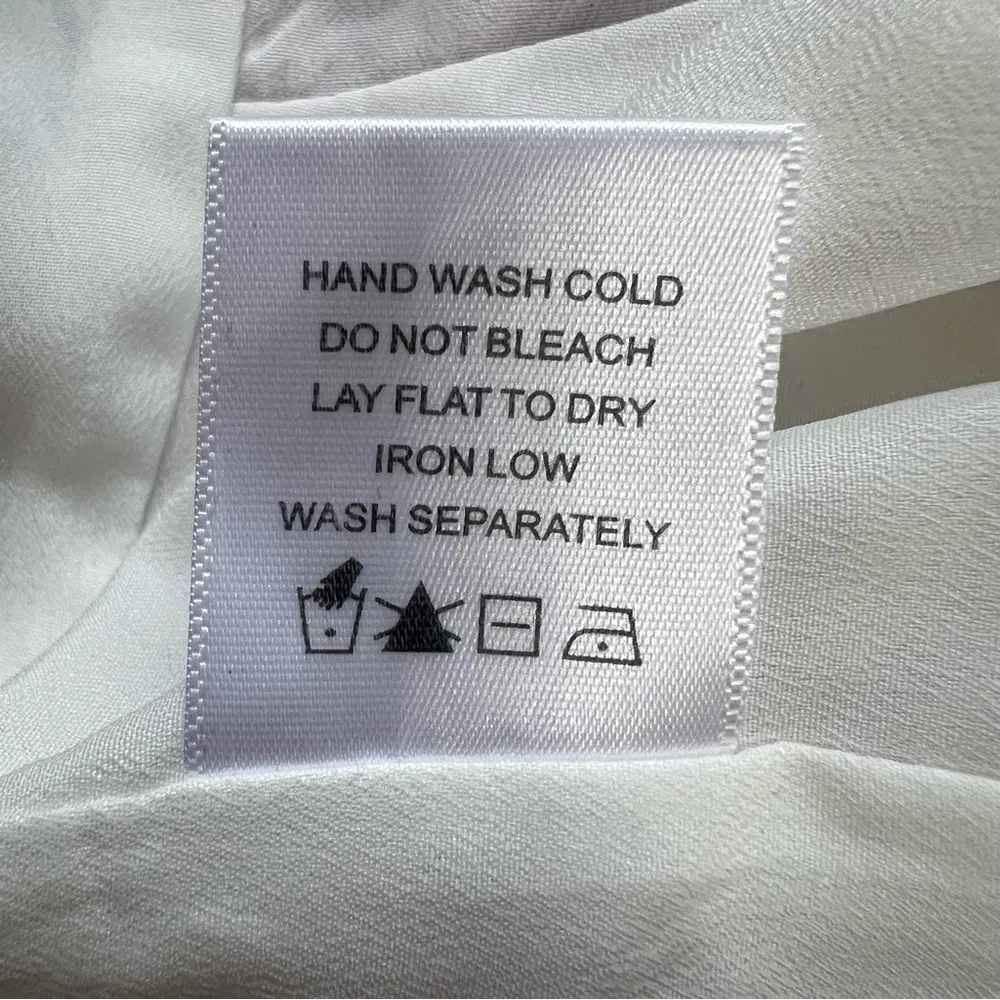 HAND WASH COLD
DO NOT BLEACH
LAY FLAT TO DRY
IRON LOW
WASH SEPARATELY